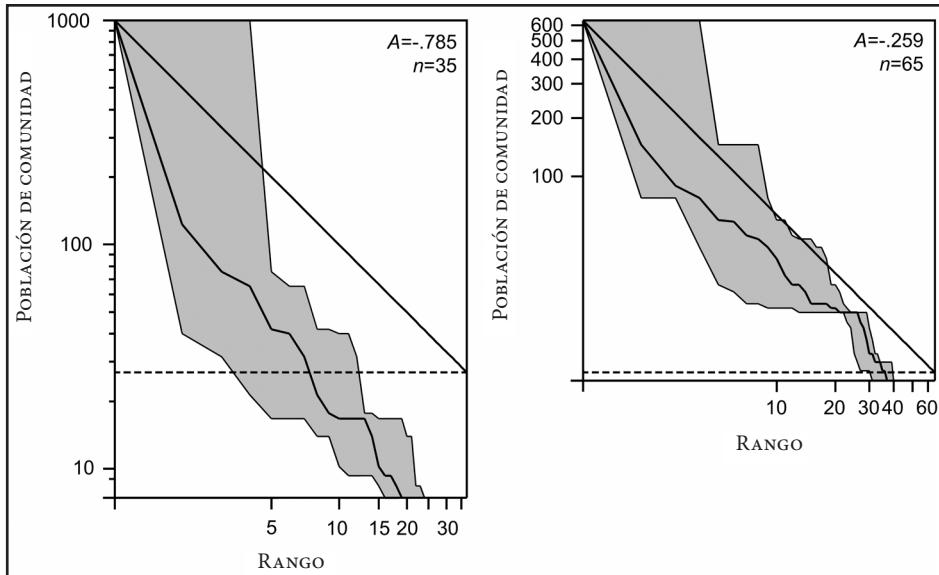 1000
100
10
POBLACIÓN DE COMUNIDAD
A=-.785
n=35
5 10 15 20 30
RANGO
600
500
400
300
200
100
POBLACIÓN DE COMUNIDAD
A=-.259
n=65
10 20 30 40 60
RANGO